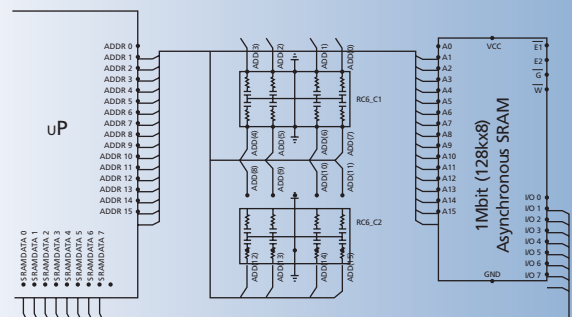 uP
ADDR 0
ADDR 1
ADDR 2
ADDR 3
ADDR 4
ADDR 5
ADDR 6
ADDR 7
ADDR 8
ADDR 9
ADDR 10
ADDR 11
ADDR 12
ADDR 13
ADDR 14
ADDR 15
SRAMDATA 0
SRAMDATA 1
SRAMDATA 2
SRAMDATA 3
SRAMDATA 4
SRAMDATA 5
SRAMDATA 6
SRAMDATA 7
ADD(3)
ADD(2)
ADD(1)
ADD(0)
RC6_C1
ADD(4)
ADD(5)
ADD(6)
ADD(7)
ADD(8)
ADD(9)
ADD(10)
ADD(11)
RC6_C2
ADD(12)
ADD(13)
ADD(14)
ADD(15)
A0
A1
A2
A3
A4
A5
A6
A7
A8
A9
A10
A11
A12
A13
A14
A15
VCC
1Mbit (128kx8)
Asynchronous SRAM
GND
E1
E2
G
W
I/O 0
I/O 1
I/O 2
I/O 3
I/O 4
I/O 5
I/O 6
I/O 7